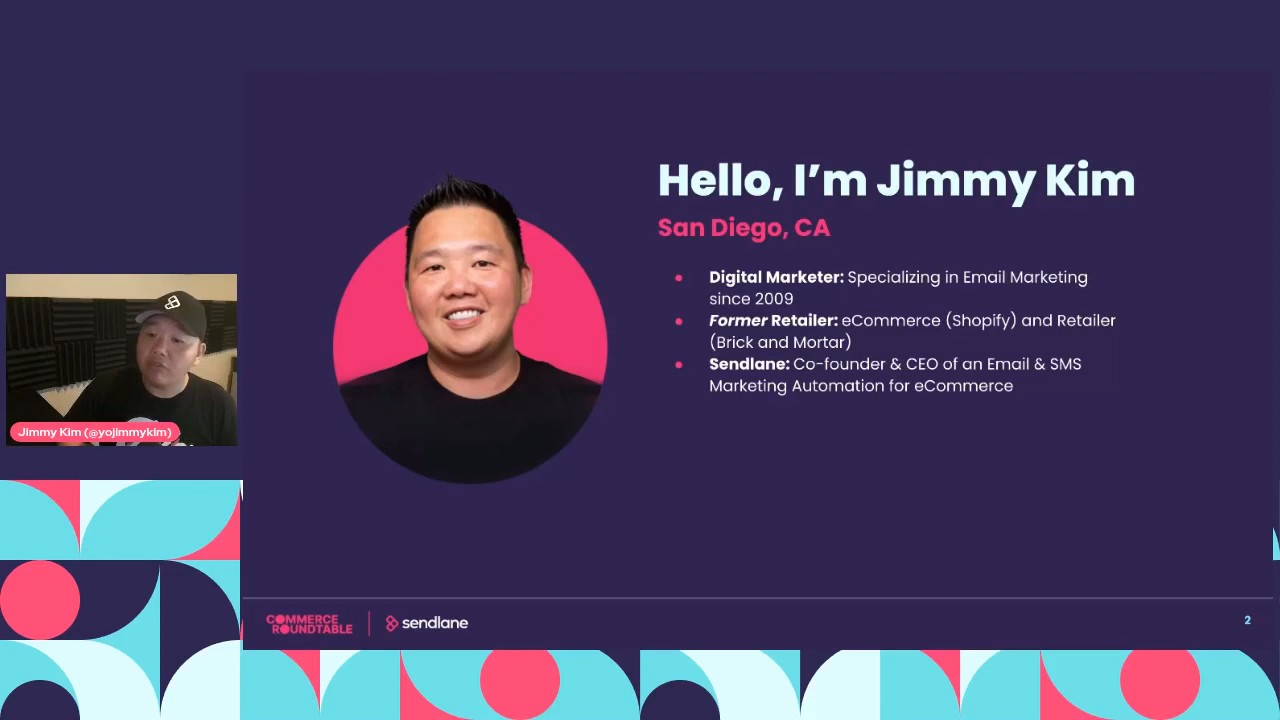 Hello, I'm Jimmy Kim
San Diego, CA
● Digital Marketer: Specializing in Email Marketing
since 2009
● Former Retailer: eCommerce (Shopify) and Retailer
(Brick and Mortar)
● Sendlane: Co-founder & CEO of an Email & SMS
Marketing Automation for eCommerce
Jimmy Kim (@yojimmykim)
COMMERCE
ROUNDTABLE
sendlane
2